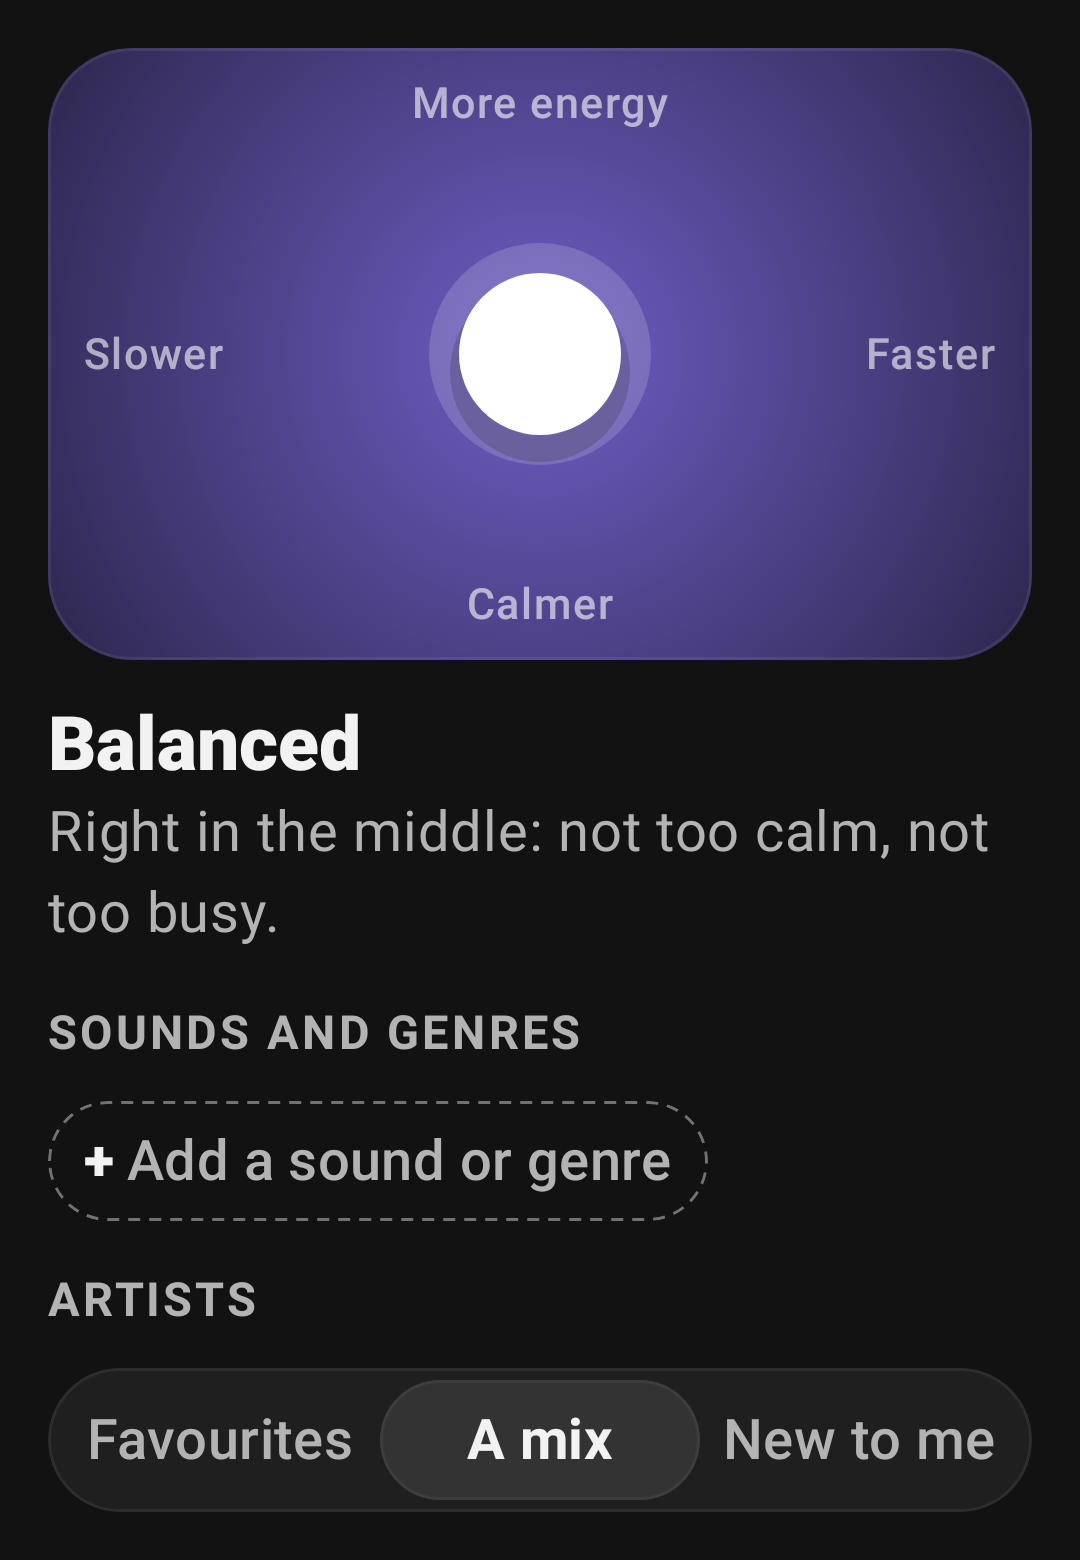 More energy
Slower
Faster
Calmer
Balanced
Right in the middle: not too calm, not
too busy.
SOUNDS AND GENRES
+ Add a sound or genre
ARTISTS
Favourites
A mix
New to me